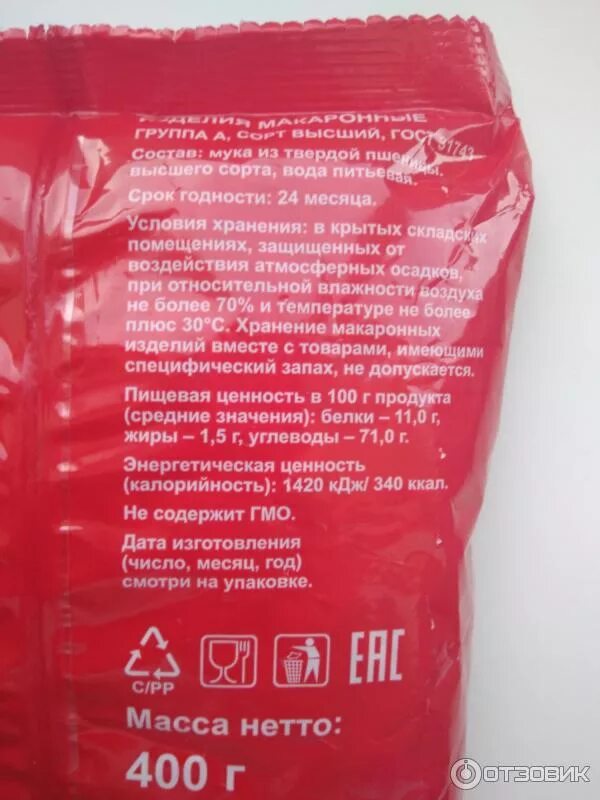 ИЗДЕЛИЯ МАКАРОННЫЕ
ГРУППА А, СОРТ ВЫСШИЙ, ГОСТ 31743
Состав: мука из твердой пшеницы
высшего сорта, вода питьевая.
Срок годности: 24 месяца.
Условия хранения: в крытых складских
помещениях, защищенных от
воздействия атмосферных осадков,
при относительной влажности воздуха
не более 70% и температуре не более
плюс 30°С. Хранение макаронных
изделий вместе с товарами, имеющими
специфический запах, не допускается.
Пищевая ценность в 100 г продукта
(средние значения): белки – 11,0 г,
жиры – 1,5 г, углеводы – 71,0 г.
Энергетическая ценность
(калорийность): 1420 кДж/ 340 ккал.
Не содержит ГМО.
Дата изготовления
(число, месяц, год)
смотри на упаковке.
C/PP
EAC
Масса нетто:
400 г
ОТЗОВИК